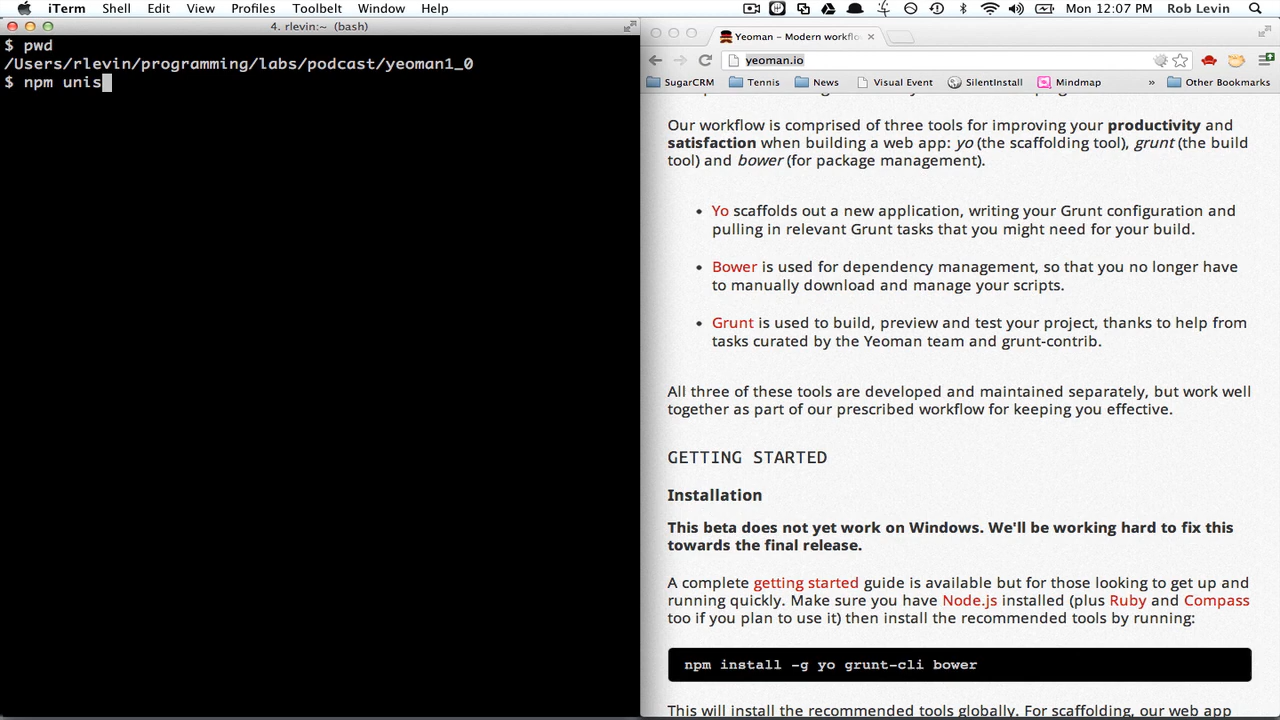 iTerm Shell Edit View Profiles Toolbelt Window Help Mon 12:07 PM Rob Levin
4. rlevin:~ (bash)
$ pwd
/Users/rlevin/programming/labs/podcast/yeoman1_0
$ npm unis
Yeoman – Modern workflo
yeoman.io
SugarCRM Tennis News Visual Event SilentInstall Mindmap » Other Bookmarks
Our workflow is comprised of three tools for improving your productivity and
satisfaction when building a web app: yo (the scaffolding tool), grunt (the build
tool) and bower (for package management).
• Yo scaffolds out a new application, writing your Grunt configuration and
pulling in relevant Grunt tasks that you might need for your build.
• Bower is used for dependency management, so that you no longer have
to manually download and manage your scripts.
• Grunt is used to build, preview and test your project, thanks to help from
tasks curated by the Yeoman team and grunt-contrib.
All three of these tools are developed and maintained separately, but work well
together as part of our prescribed workflow for keeping you effective.
GETTING STARTED
Installation
This beta does not yet work on Windows. We'll be working hard to fix this
towards the final release.
A complete getting started guide is available but for those looking to get up and
running quickly. Make sure you have Node.js installed (plus Ruby and Compass
too if you plan to use it) then install the recommended tools by running:
npm install -g yo grunt-cli bower
This will install the recommended tools globally. For scaffolding, our web app